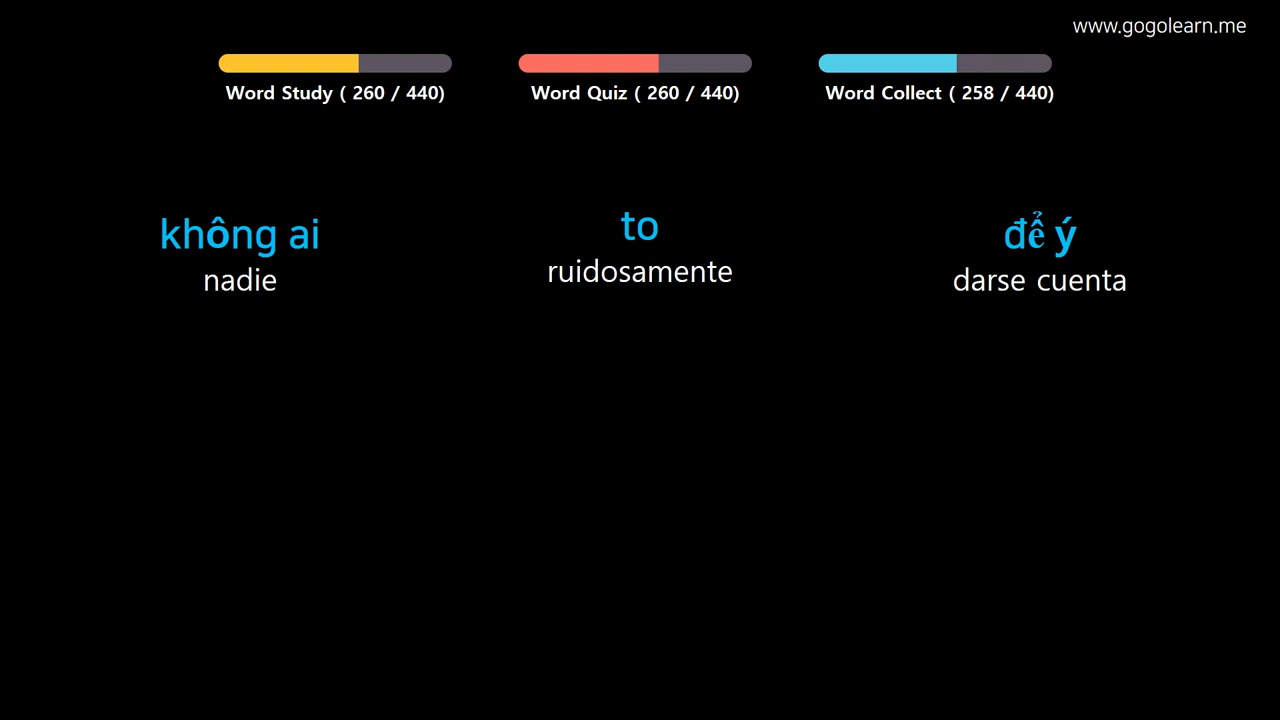 www.gogolearn.me
Word Study ( 260 / 440)
Word Quiz ( 260 / 440)
Word Collect ( 258 / 440)
không ai
nadie
to
ruidosamente
để ý
darse cuenta